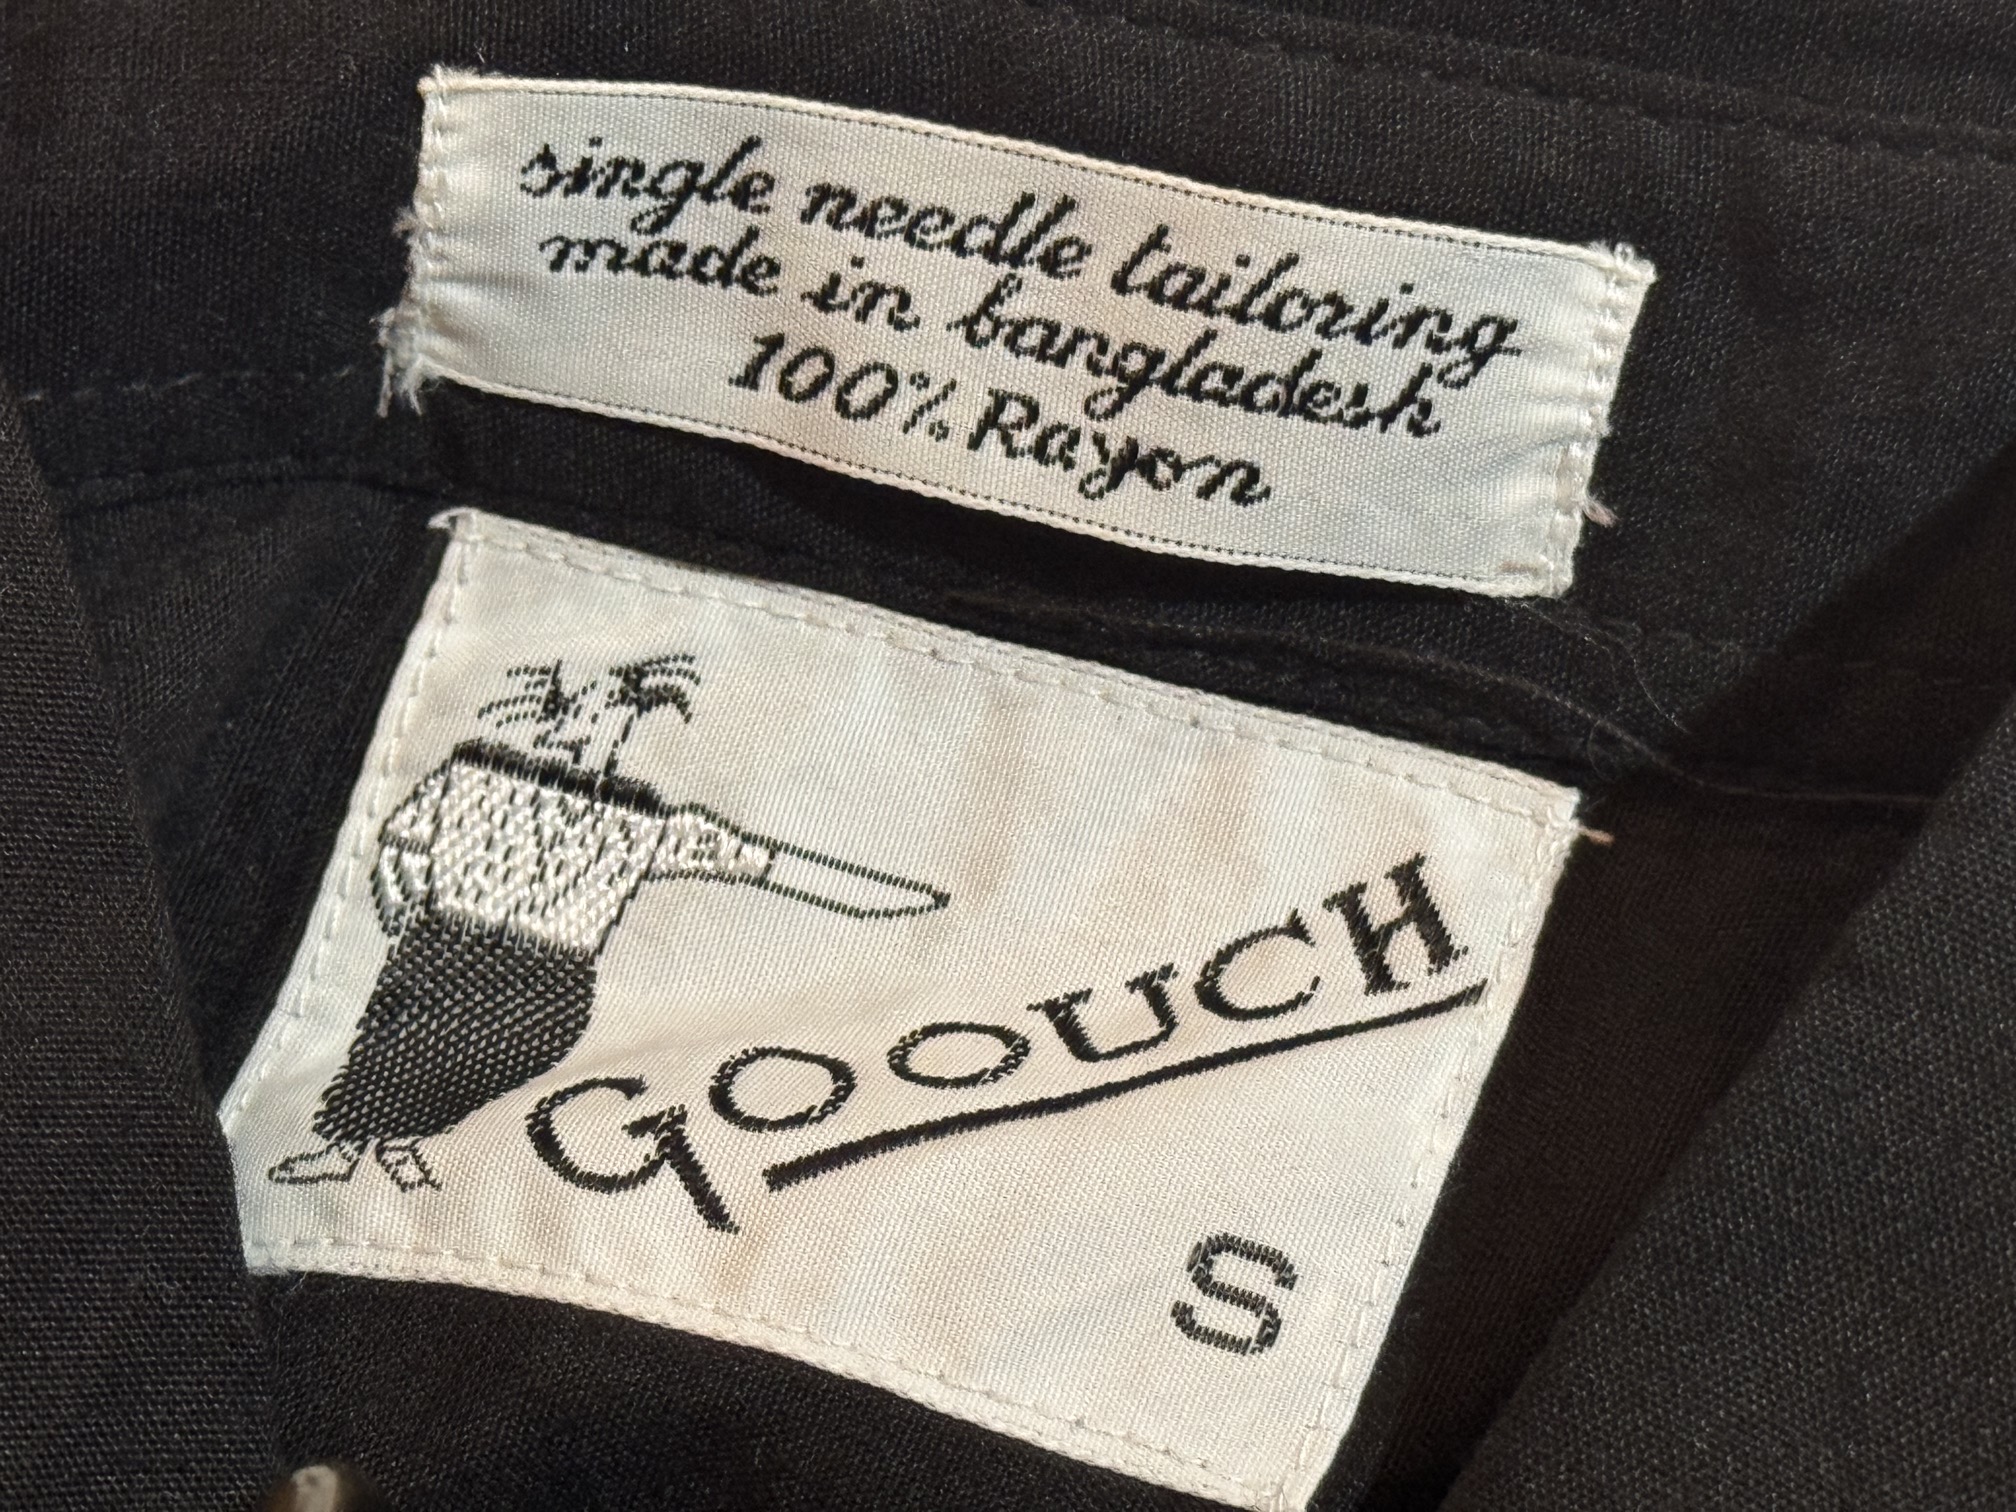 single needle tailoring
made in bangladesh
100% Rayon
GOOUCH
S